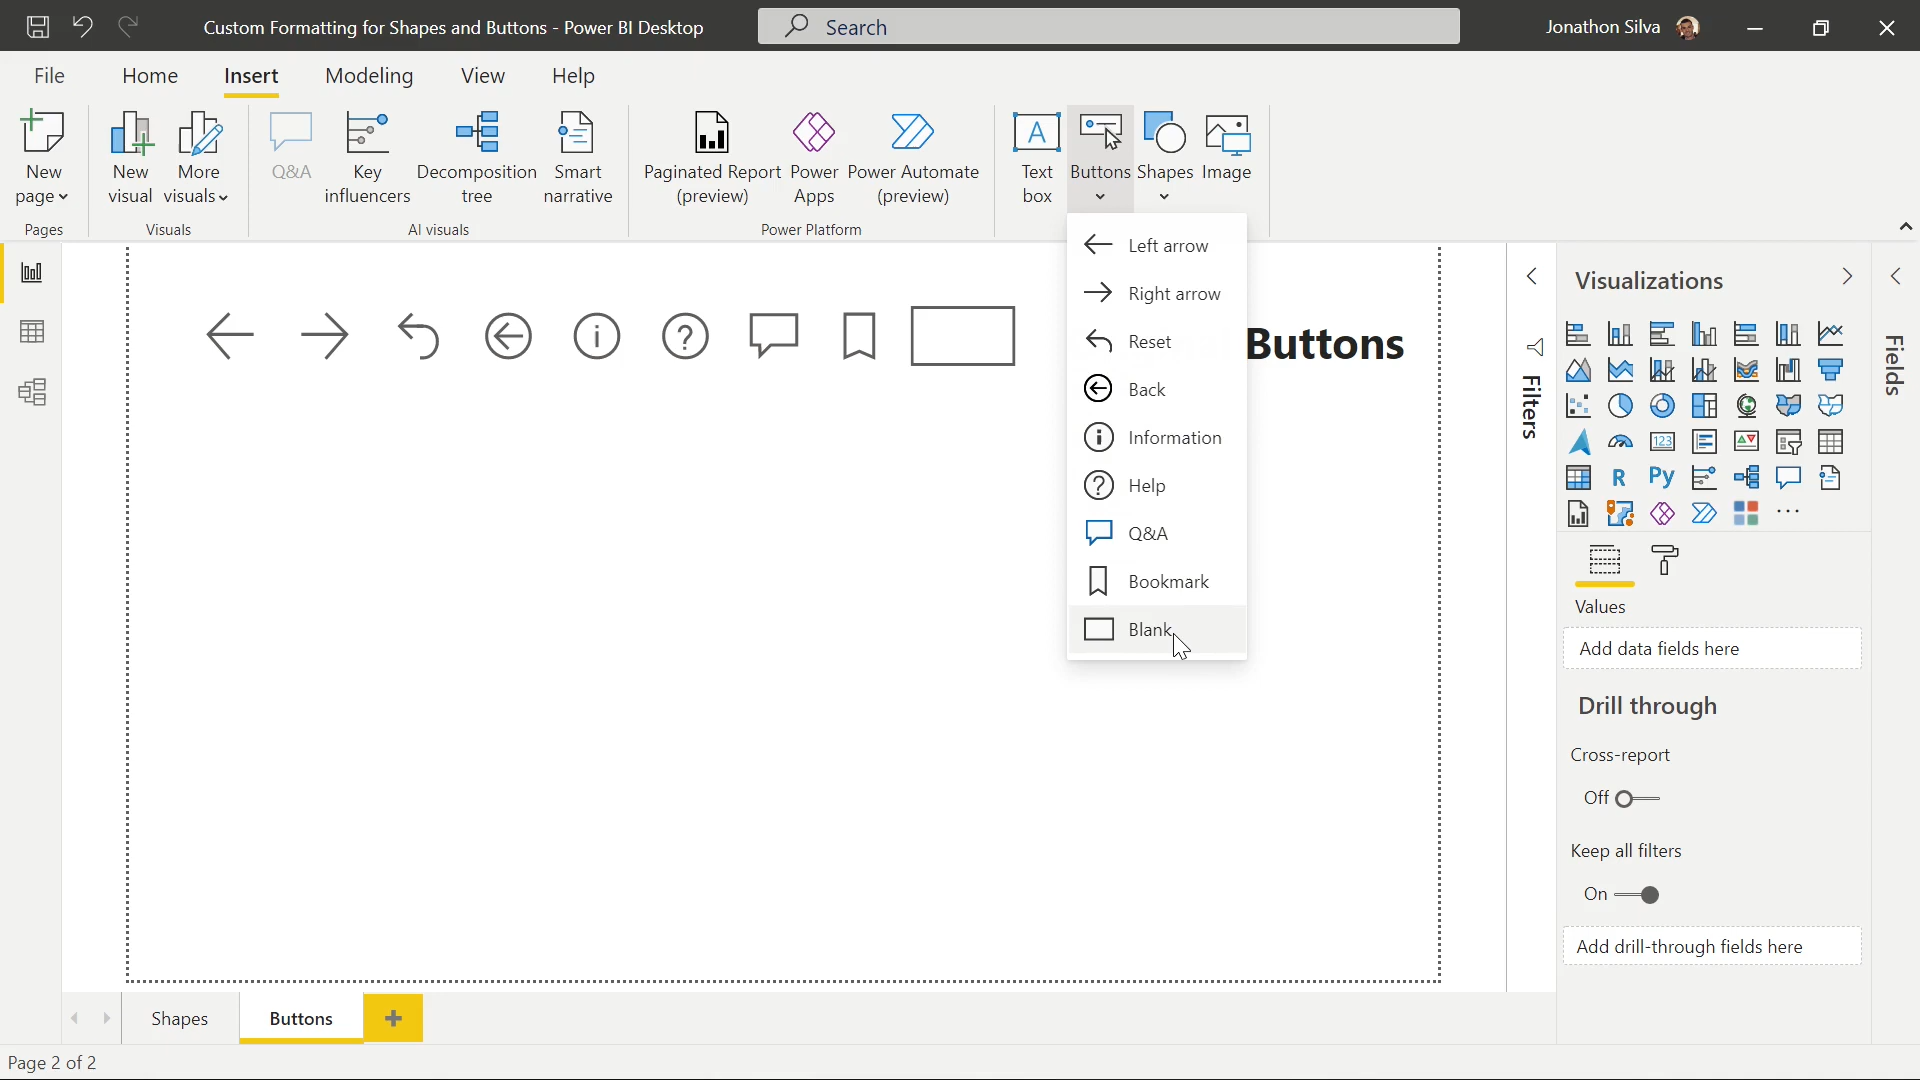 Custom Formatting for Shapes and Buttons - Power BI Desktop
Search
Jonathon Silva
File
Home
Insert
Modeling
View
Help
New page
New visual
More visuals
Q&A
Key influencers
Decomposition tree
Smart narrative
Paginated Report (preview)
Power Apps
Power Automate (preview)
A
Text box
Buttons
Shapes
Image
Pages
Visuals
AI visuals
Power Platform
Left arrow
Right arrow
Reset
Back
Information
Help
Q&A
Bookmark
Blank
Buttons
Filters
Visualizations
123
R
Py
Values
Add data fields here
Drill through
Cross-report
Off
Keep all filters
On
Add drill-through fields here
Fields
Shapes
Buttons
Page 2 of 2